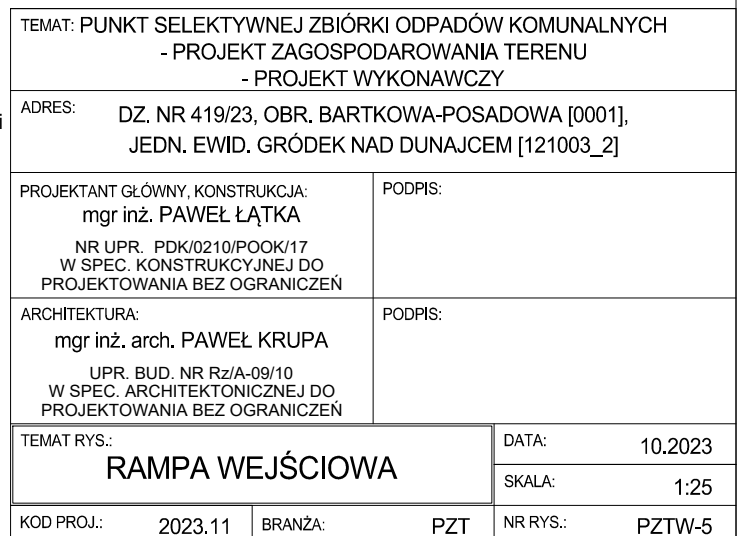 TEMAT: PUNKT SELEKTYWNEJ ZBIÓRKI ODPADÓW KOMUNALNYCH
- PROJEKT ZAGOSPODAROWANIA TERENU
- PROJEKT WYKONAWCZY
i
ADRES: DZ. NR 419/23, OBR. BARTKOWA-POSADOWA [0001],
JEDN. EWID. GRÓDEK NAD DUNAJCEM [121003_2]
PROJEKTANT GŁÓWNY, KONSTRUKCJA:
mgr inż. PAWEŁ ŁĄTKA
NR UPR. PDK/0210/POOK/17
W SPEC. KONSTRUKCYJNEJ DO
PROJEKTOWANIA BEZ OGRANICZEŃ
PODPIS:
ARCHITEKTURA:
mgr inż. arch. PAWEŁ KRUPA
UPR. BUD. NR Rz/A-09/10
W SPEC. ARCHITEKTONICZNEJ DO
PROJEKTOWANIA BEZ OGRANICZEŃ
PODPIS:
TEMAT RYS.:
RAMPA WEJŚCIOWA
DATA: 10.2023
SKALA: 1:25
KOD PROJ.: 2023.11 BRANŻA: PZT NR RYS.: PZTW-5